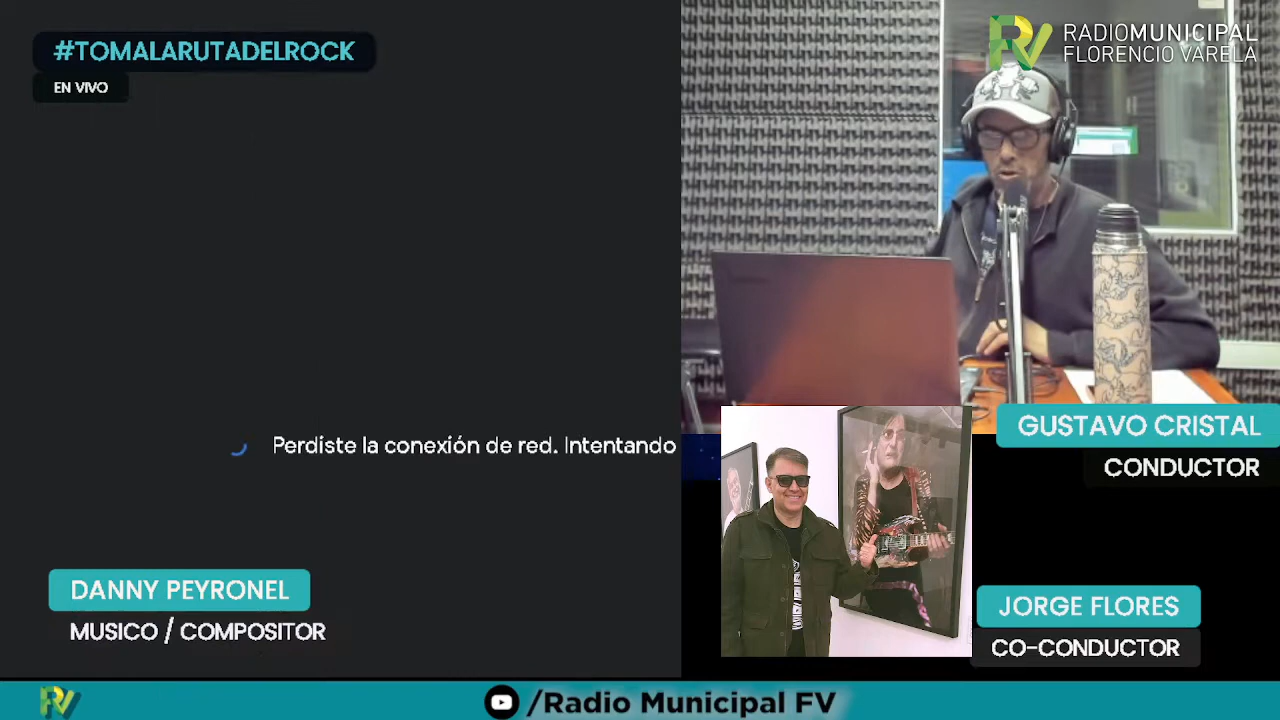 #TOMALARUTADELROCK
EN VIVO
RADIOMUNICIPAL
FLORENCIO VARELA
Perdiste la conexión de red. Intentando
GUSTAVO CRISTAL
CONDUCTOR
DANNY PEYRONEL
MUSICO / COMPOSITOR
JORGE FLORES
CO-CONDUCTOR
/Radio Municipal FV